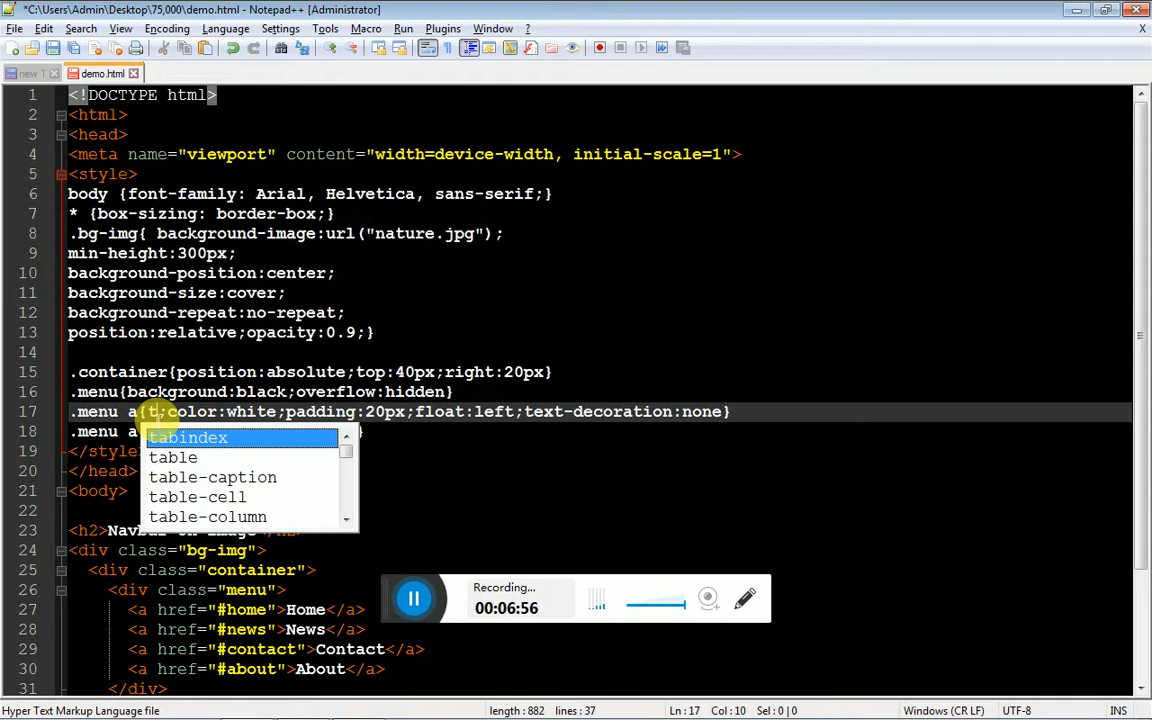 *C:\Users\Admin\Desktop\75,000\demo.html - Notepad++ [Administrator]
File Edit Search View Encoding Language Settings Tools Macro Run Plugins Window ? X
new 1 demo.html
1 <!DOCTYPE html>
2 <html>
3 <head>
4 <meta name="viewport" content="width=device-width, initial-scale=1">
5 <style>
6 body {font-family: Arial, Helvetica, sans-serif;}
7 * {box-sizing: border-box;}
8 .bg-img{ background-image:url("nature.jpg");
9 min-height:300px;
10 background-position:center;
11 background-size:cover;
12 background-repeat:no-repeat;
13 position:relative;opacity:0.9;}
14
15 .container{position:absolute;top:40px;right:20px}
16 .menu{background:black;overflow:hidden}
17 .menu a{t;color:white;padding:20px;float:left;text-decoration:none}
18 .menu a }
tabindex
19 </style
table
20 </head>
table-caption
21 <body>
table-cell
22
table-column
23 <h2>Navbar on image</h2>
24 <div class="bg-img">
25 <div class="container">
26 <div class="menu">
27 <a href="#home">Home</a>
28 <a href="#news">News</a>
29 <a href="#contact">Contact</a>
30 <a href="#about">About</a>
31 </div>
Recording...
00:06:56
Hyper Text Markup Language file length : 882 lines : 37 Ln : 17 Col : 10 Sel : 0 | 0 Windows (CR LF) UTF-8 INS